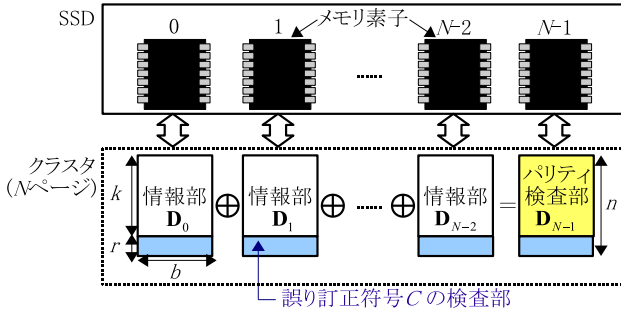 SSD
0
1
メモリ素子
N-2
N-1
......
クラスタ
(Nページ)
k
r
b
n
情報部
D0
⊕
情報部
D1
⊕ ...... ⊕
情報部
DN-2
=
パリティ
検査部
DN-1
誤り訂正符号Cの検査部